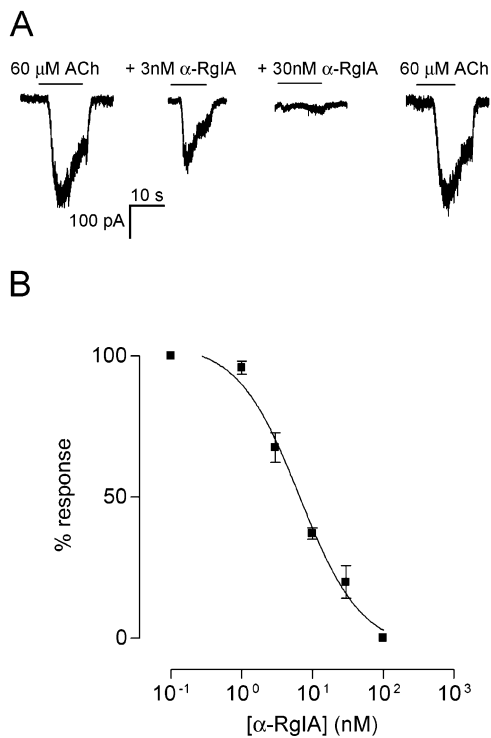 A
60 μM ACh + 3nM α-RgIA + 30nM α-RgIA 60 μM ACh
10 s
100 pA
B
100
50
0
% response
10⁻¹ 10⁰ 10¹ 10² 10³
[α-RgIA] (nM)